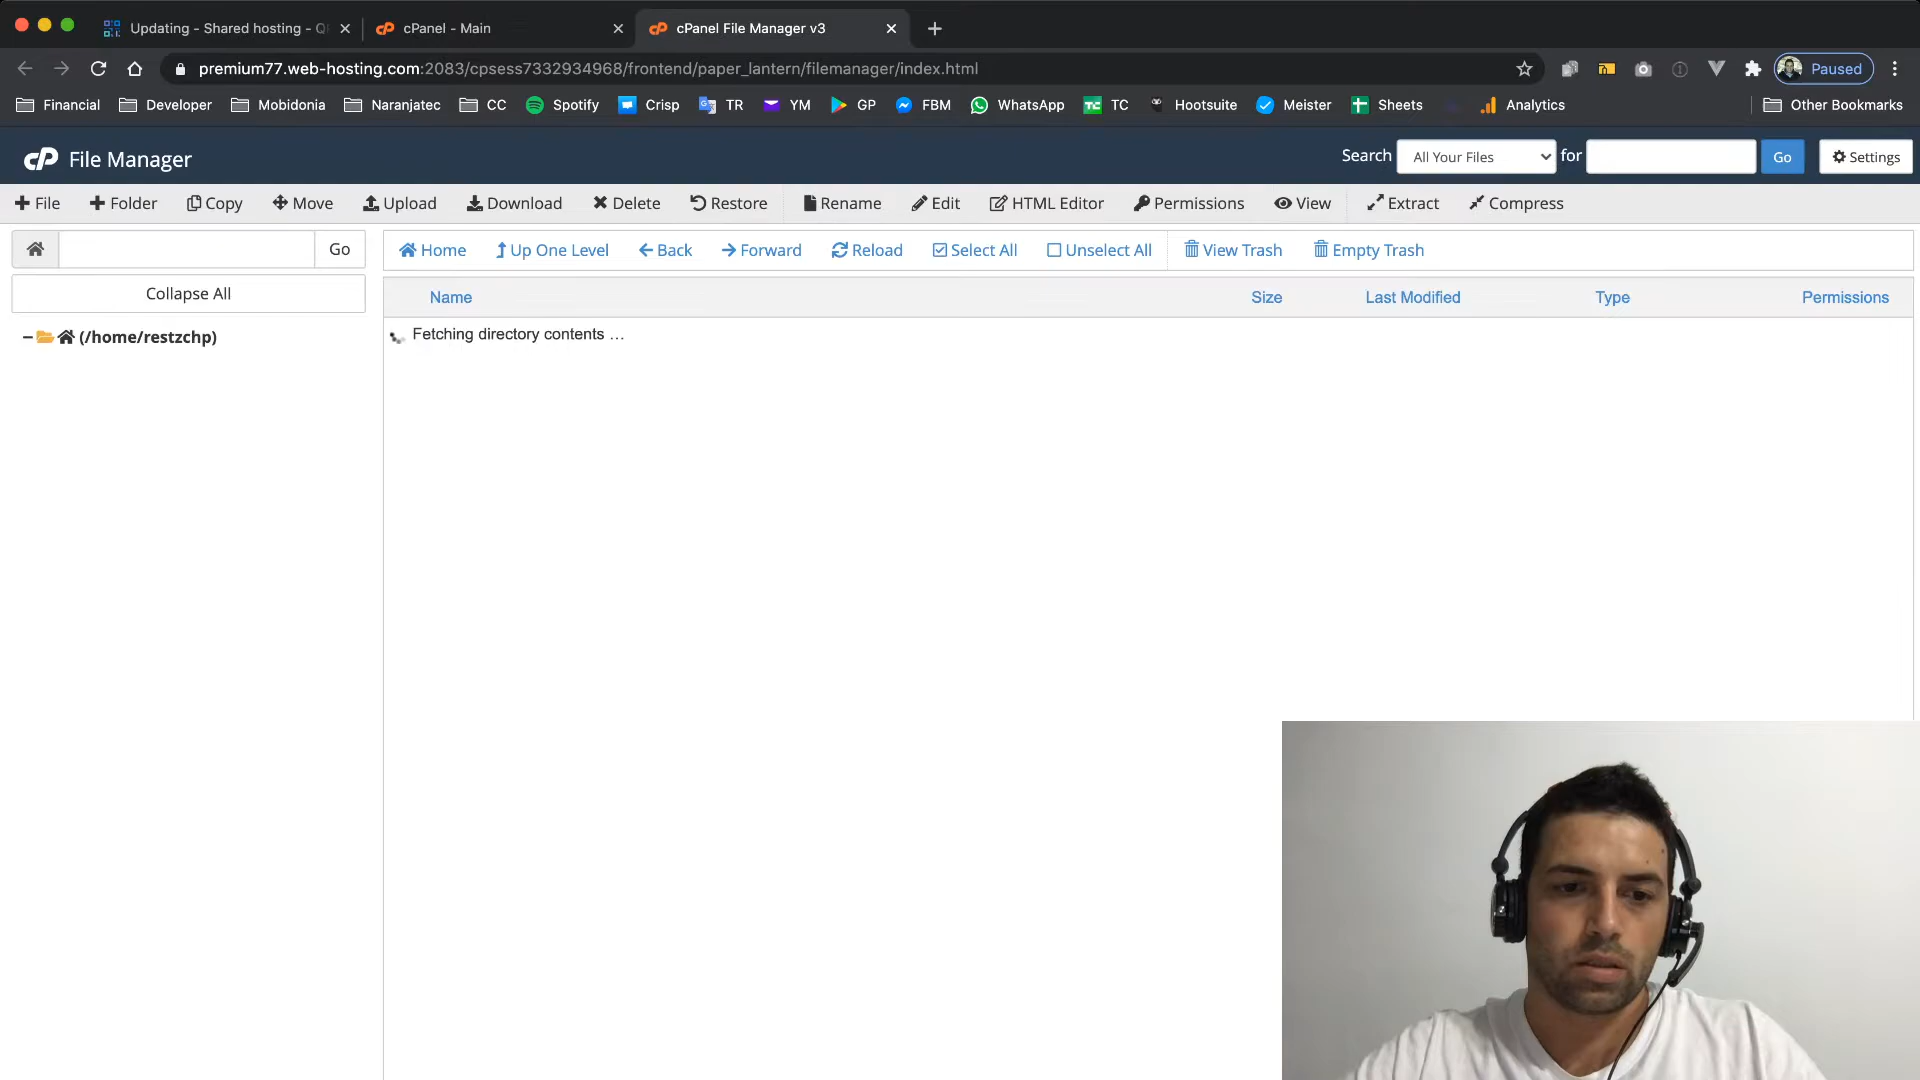 Updating - Shared hosting - Q
cPanel - Main
cPanel File Manager v3
premium77.web-hosting.com:2083/cpsess7332934968/frontend/paper_lantern/filemanager/index.html
Paused
Financial
Developer
Mobidonia
Naranjatec
CC
Spotify
Crisp
TR
YM
GP
FBM
WhatsApp
TC
Hootsuite
Meister
Sheets
Analytics
Other Bookmarks
cP File Manager
Search
All Your Files
for
Go
Settings
File
Folder
Copy
Move
Upload
Download
Delete
Restore
Rename
Edit
HTML Editor
Permissions
View
Extract
Compress
Go
Home
Up One Level
Back
Forward
Reload
Select All
Unselect All
View Trash
Empty Trash
Collapse All
Name
Size
Last Modified
Type
Permissions
(/home/restzchp)
Fetching directory contents …